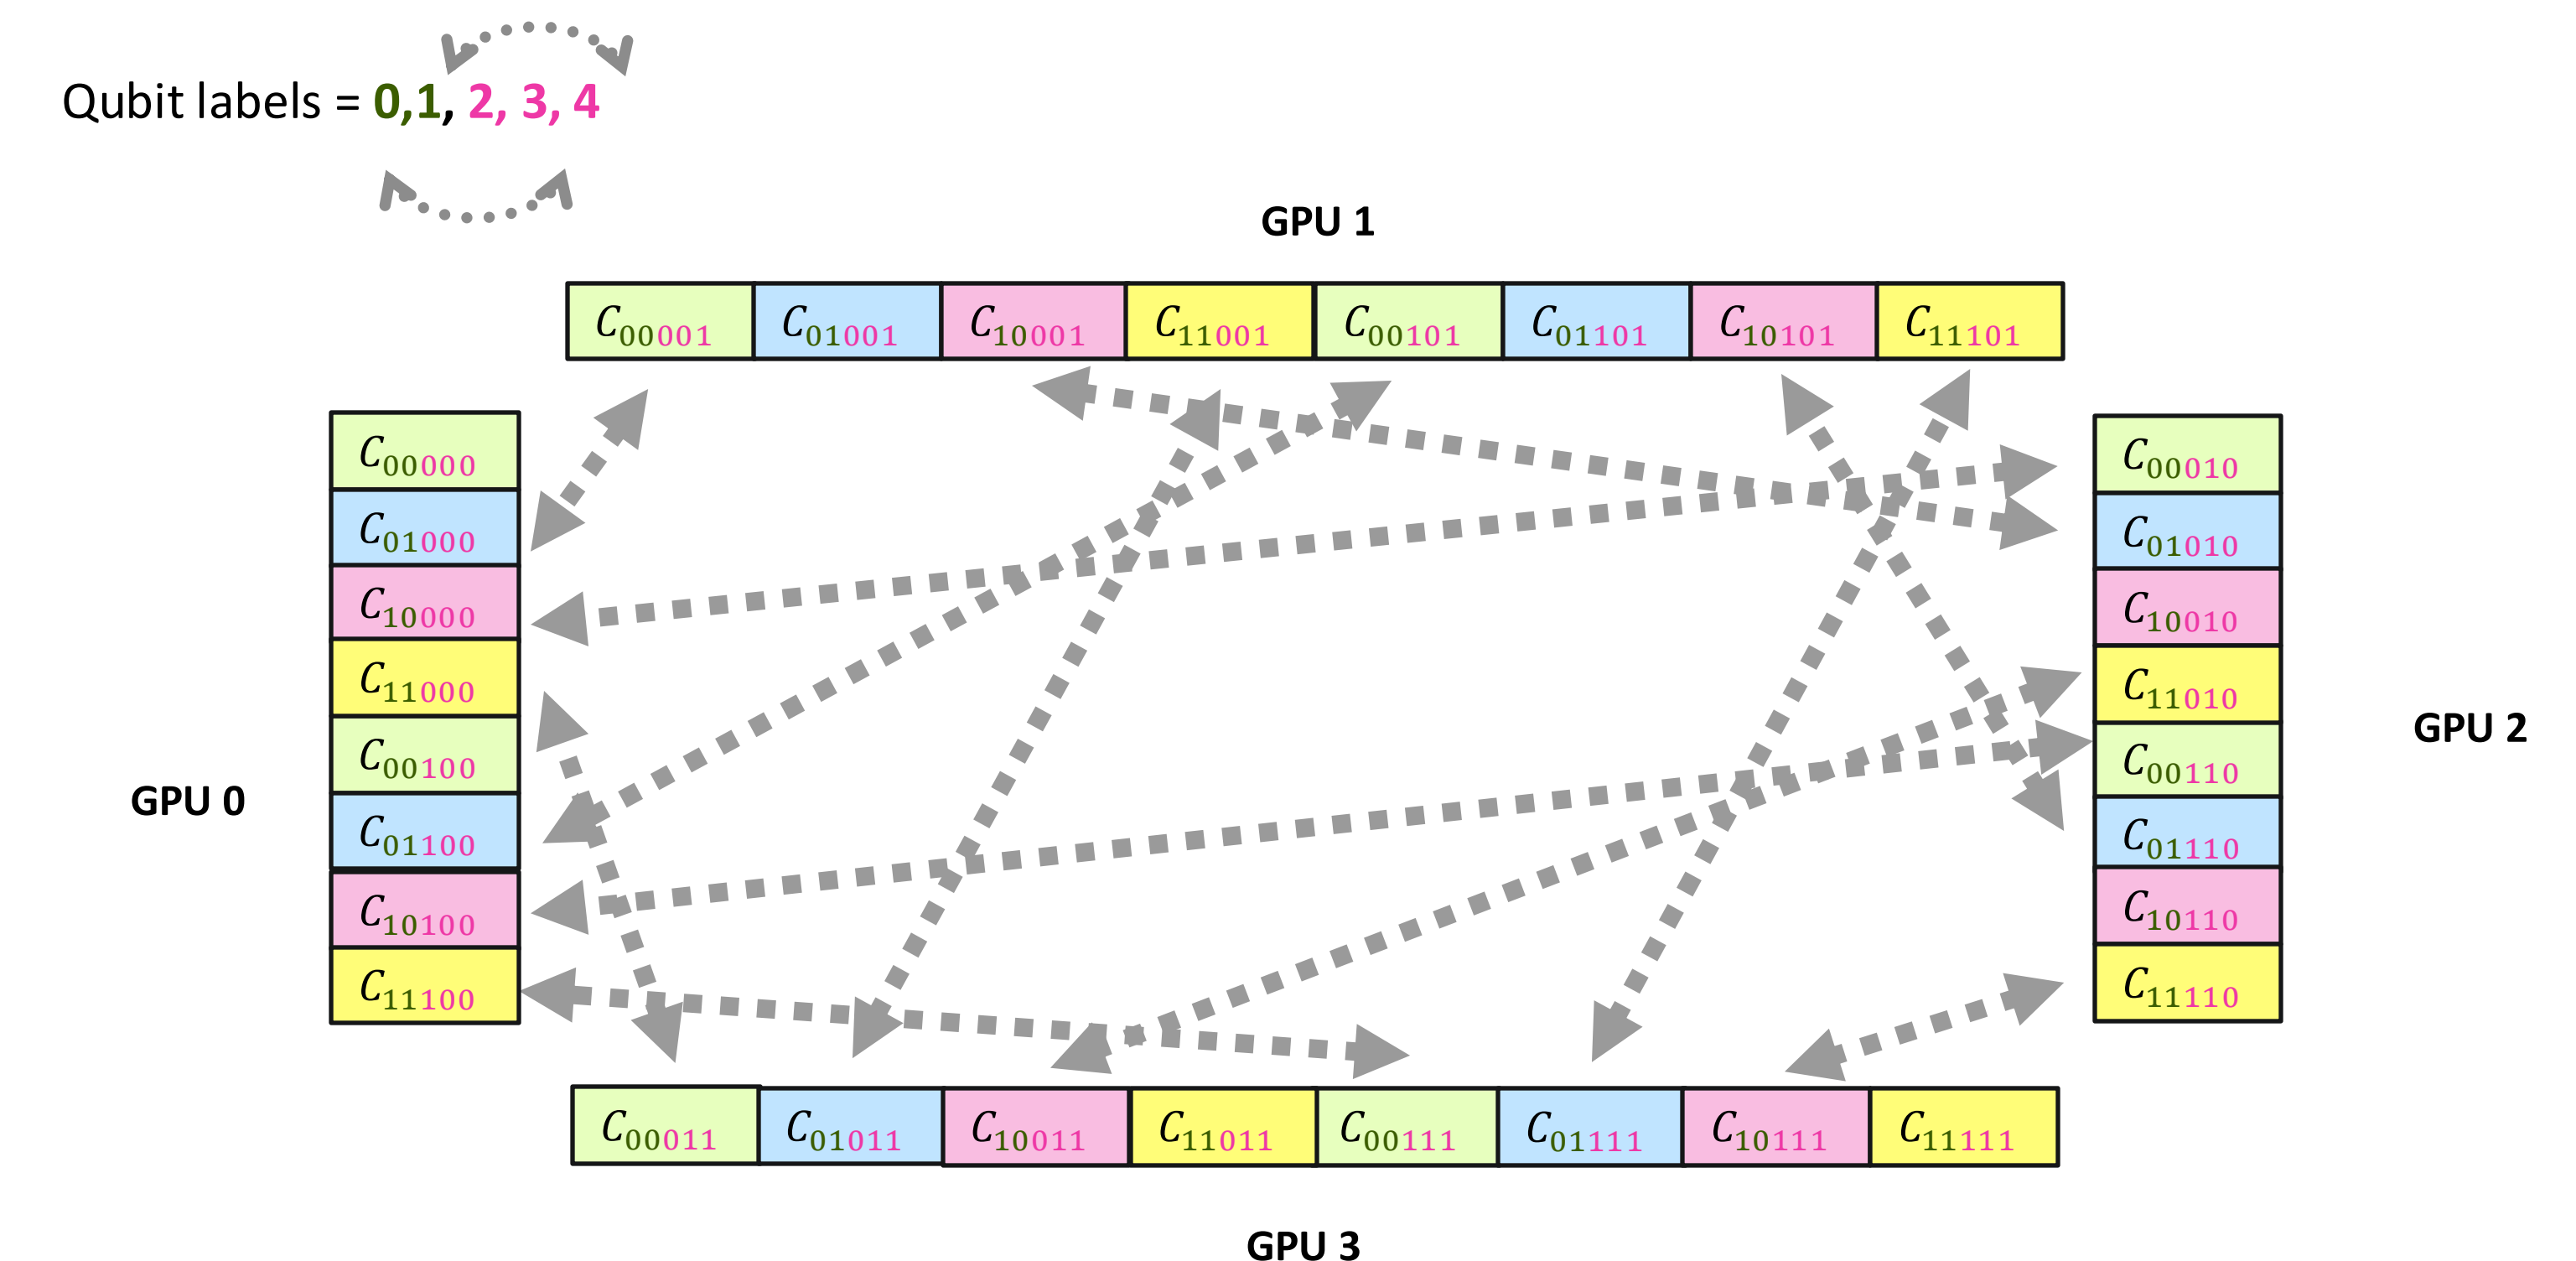 Qubit labels = 0,1, 2, 3, 4
GPU 1
C00001 C01001 C10001 C11001 C00101 C01101 C10101 C11101
GPU 0
C00000
C01000
C10000
C11000
C00100
C01100
C10100
C11100
C00010
C01010
C10010
C11010
C00110
C01110
C10110
C11110
GPU 2
C00011 C01011 C10011 C11011 C00111 C01111 C10111 C11111
GPU 3